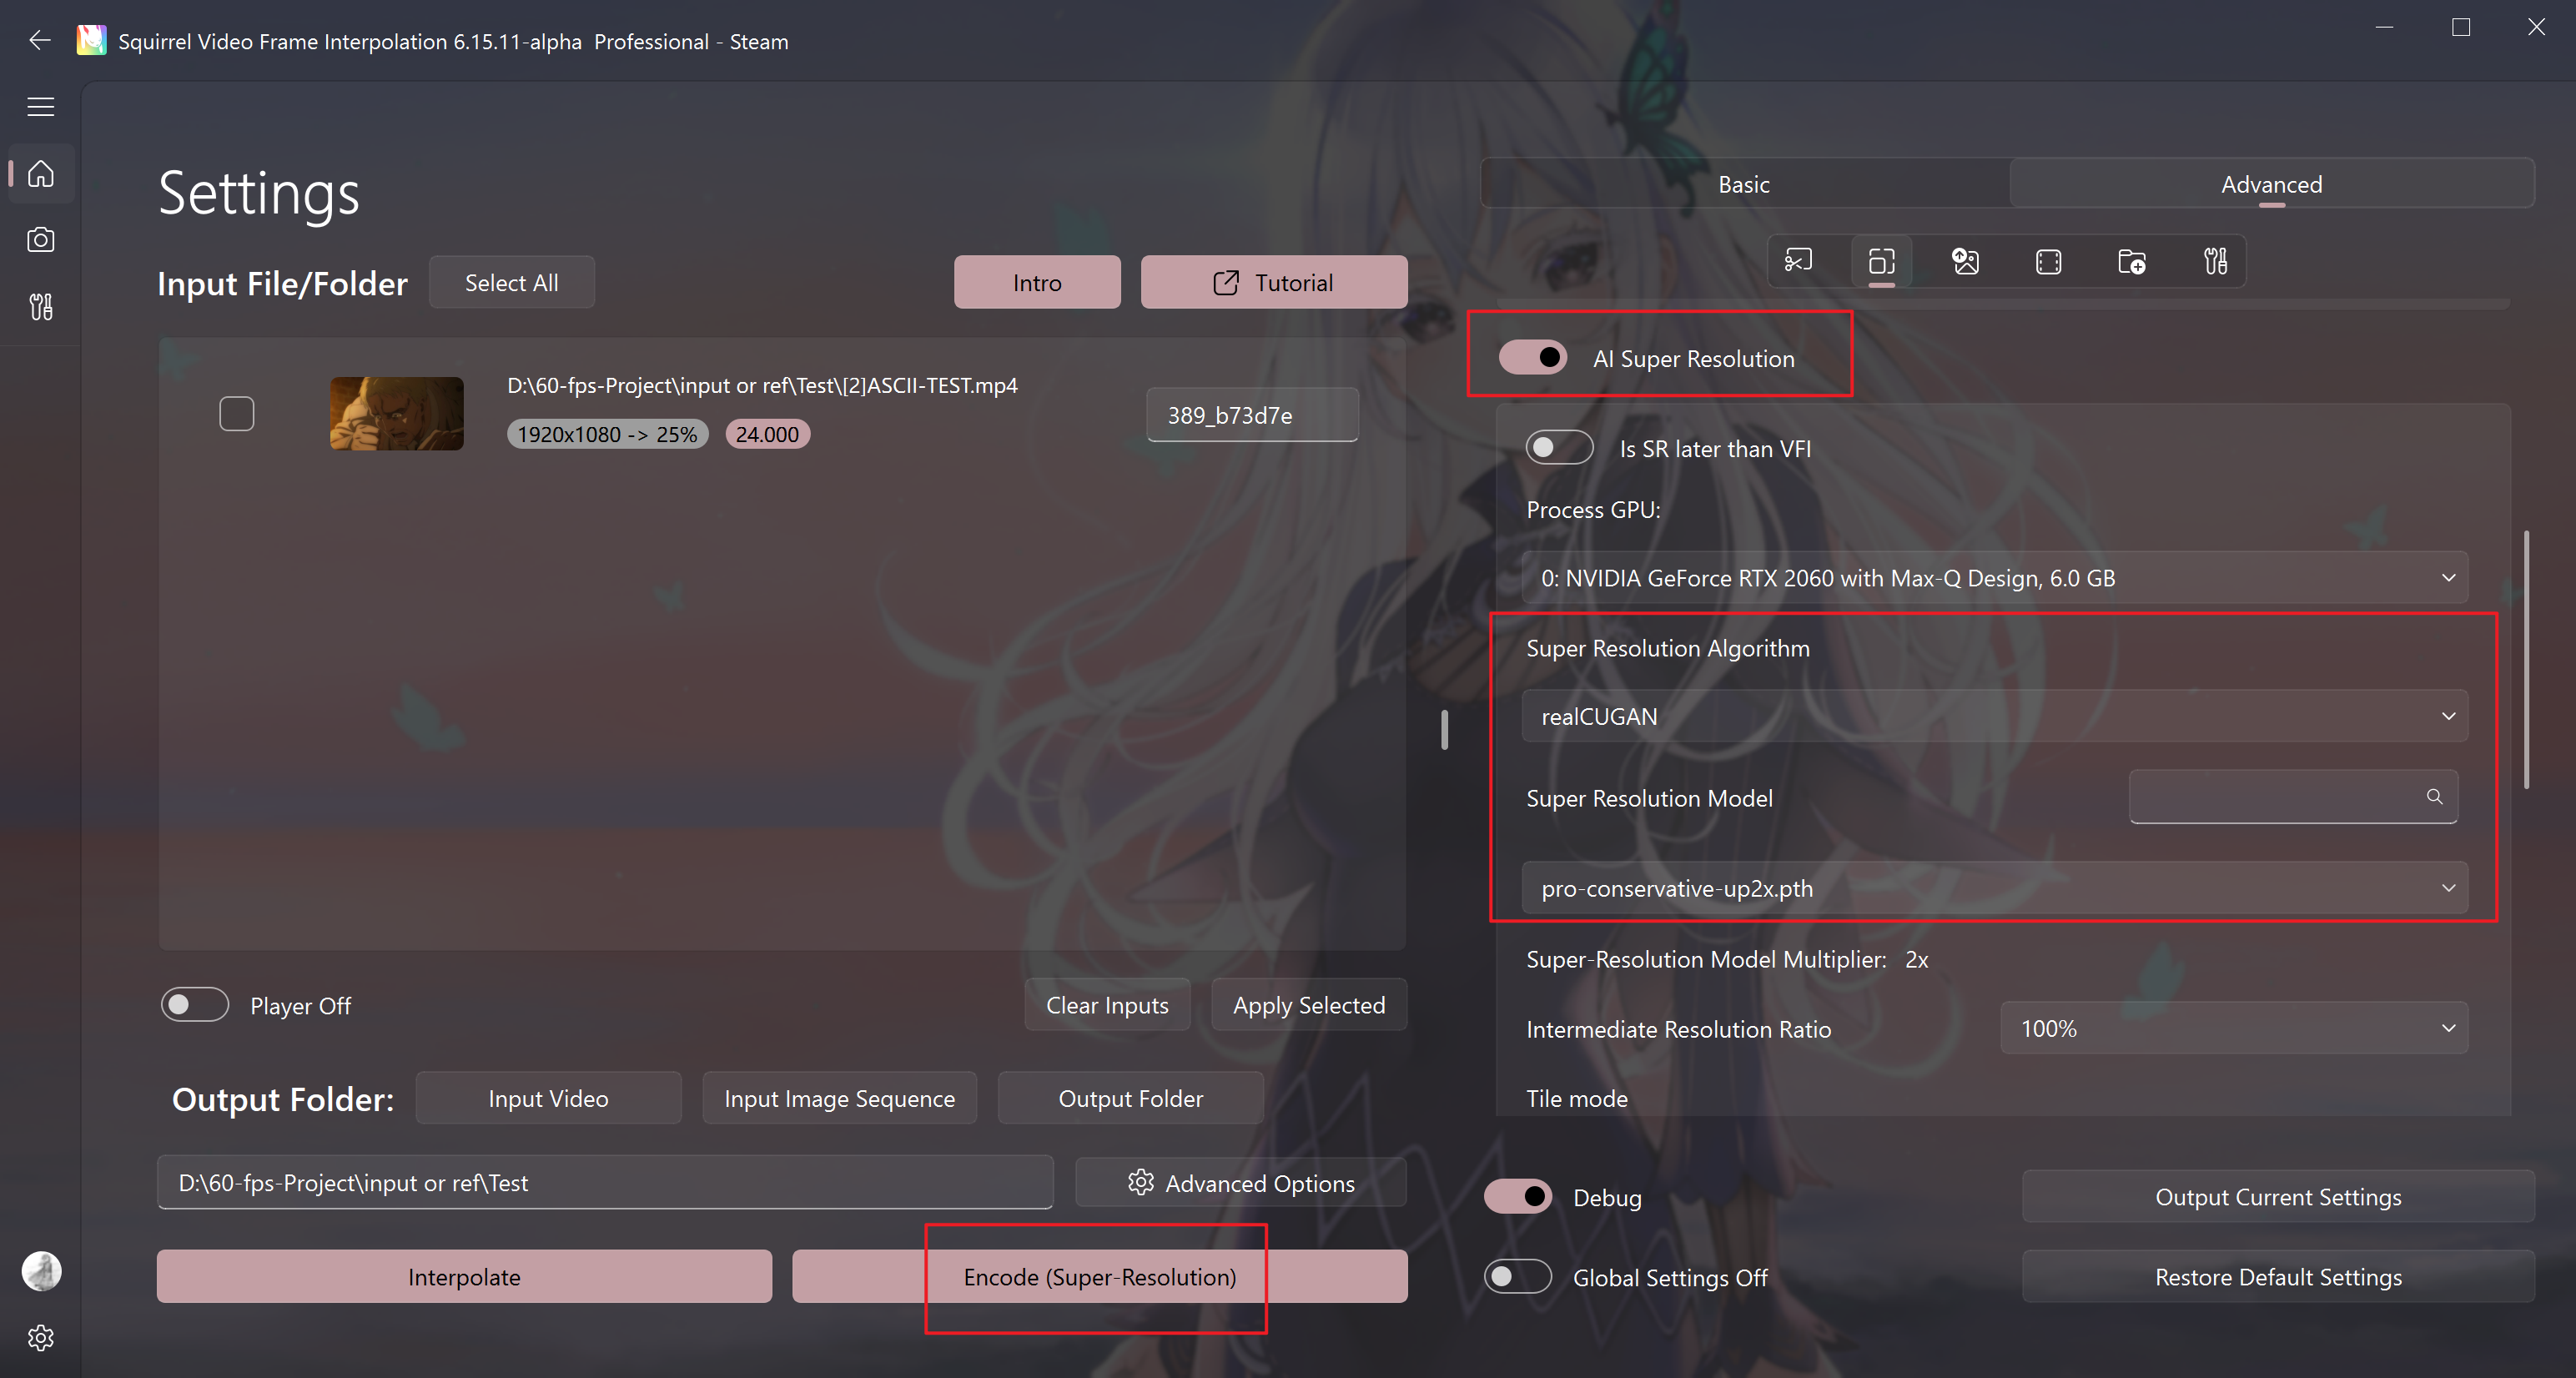 Squirrel Video Frame Interpolation 6.15.11-alpha  Professional - Steam
Settings
Input File/Folder
Select All
Intro
Tutorial
D:\60-fps-Project\input or ref\Test\[2]ASCII-TEST.mp4
1920x1080 -> 25%
24.000
389_b73d7e
Player Off
Clear Inputs
Apply Selected
Output Folder:
Input Video
Input Image Sequence
Output Folder
D:\60-fps-Project\input or ref\Test
Advanced Options
Interpolate
Encode (Super-Resolution)
Basic
Advanced
AI Super Resolution
Is SR later than VFI
Process GPU:
0: NVIDIA GeForce RTX 2060 with Max-Q Design, 6.0 GB
Super Resolution Algorithm
realCUGAN
Super Resolution Model
pro-conservative-up2x.pth
Super-Resolution Model Multiplier:   2x
Intermediate Resolution Ratio
100%
Tile mode
Debug
Output Current Settings
Global Settings Off
Restore Default Settings